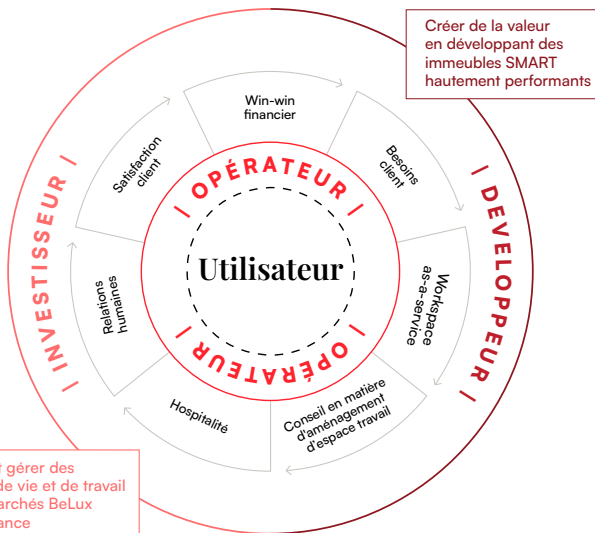 Créer de la valeur
en développant des
immeubles SMART
hautement performants
Win-win
financier
Besoins
client
Workspace
as-a-service
Conseil en matière
d'aménagement
d'espace travail
Hospitalité
Relations
humaines
Satisfaction
client
| OPÉRATEUR |
Utilisateur
| OPÉRATEUR |
| INVESTISSEUR |
| DEVELOPPEUR |
t gérer des
de vie et de travail
archés BeLux
ance